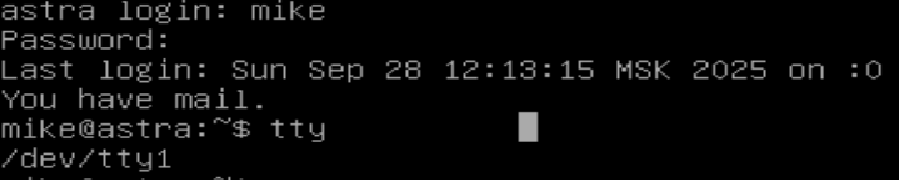 astra login: mike
Password:
Last login: Sun Sep 28 12:13:15 MSK 2025 on :0
You have mail.
mike@astra:~$ tty
/dev/tty1